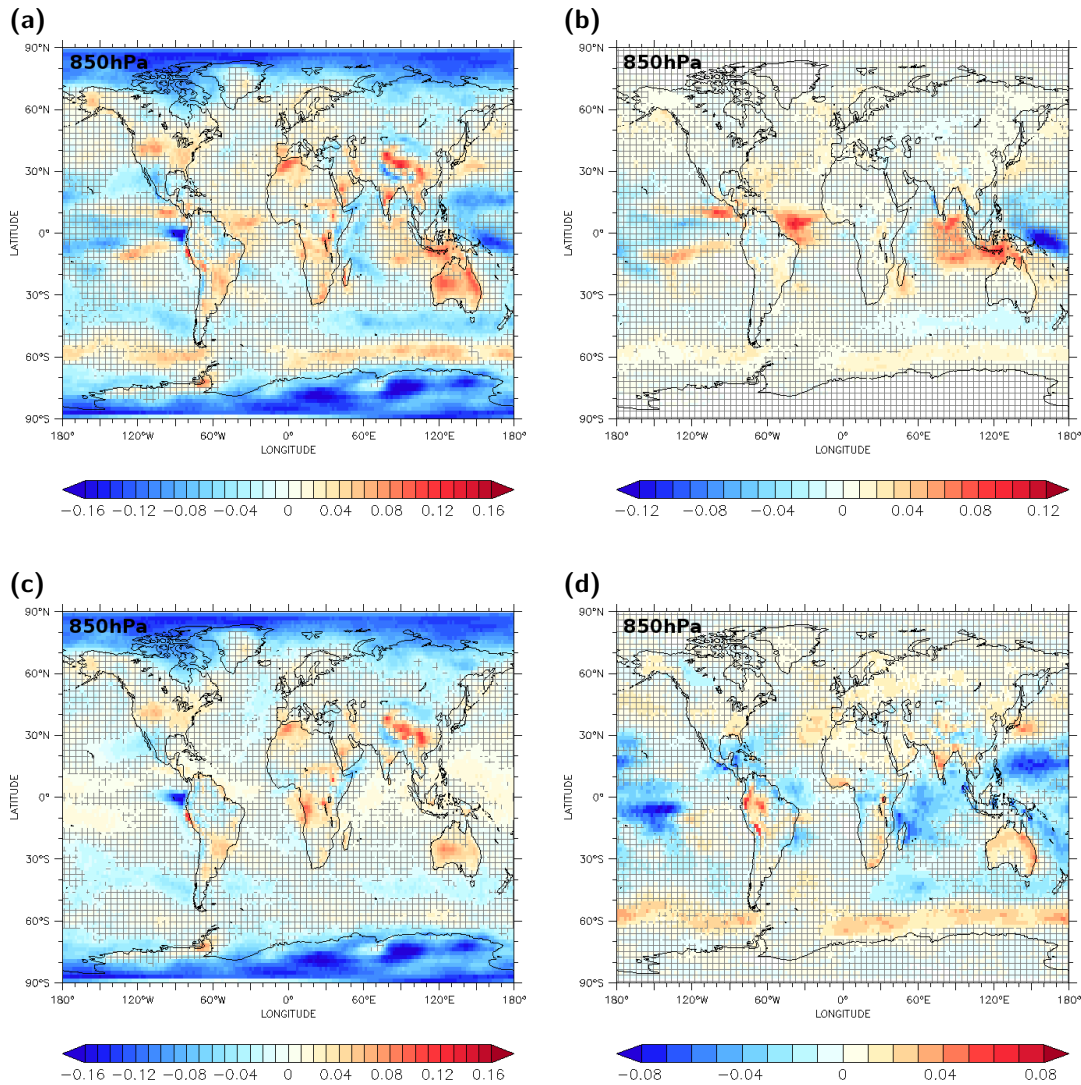 (a) (b)
850hPa 850hPa
90°N 90°N
60°N 60°N
30°N 30°N
LATITUDE LATITUDE
0° 0°
30°S 30°S
60°S 60°S
90°S 90°S
180° 120°W 60°W 0° 60°E 120°E 180° 180° 120°W 60°W 0° 60°E 120°E 180°
LONGITUDE LONGITUDE
−0.16 −0.12 −0.04 0 0.04 0.08 0.12 0.16 −0.12 −0.08 −0.04 0 0.04 0.08 0.12
(c) (d)
850hPa 850hPa
90°N 90°N
60°N 60°N
30°N 30°N
LATITUDE LATITUDE
0° 0°
30°S 30°S
60°S 60°S
90°S 90°S
180° 120°W 60°W 0° 60°E 120°E 180° 180° 120°W 60°W 0° 60°E 120°E 180°
LONGITUDE LONGITUDE
−0.16 −0.12 −0.08 −0.04 0 0.04 0.08 0.12 0.16 −0.08 −0.04 0 0.04 0.08